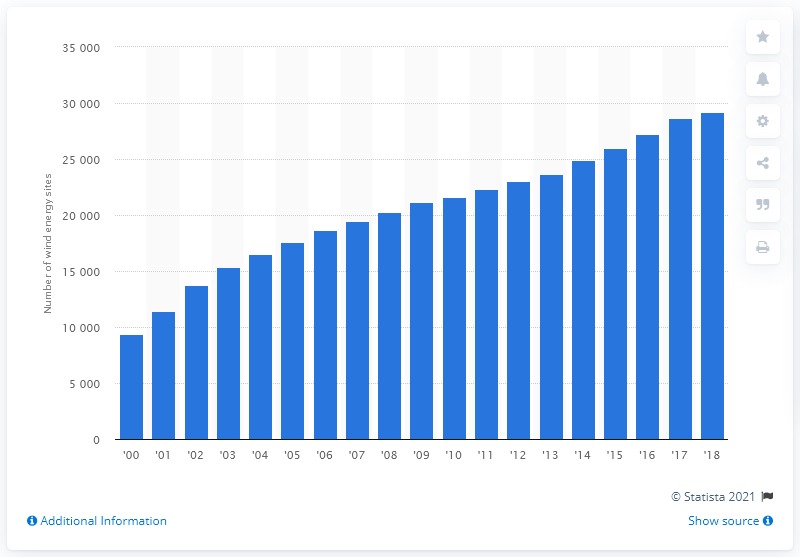 35 000
30 000
25 000
20 000
15 000
10 000
5 000
0
Number of wind energy sites
'00 '01 '02 '03 '04 '05 '06 '07 '08 '09 '10 '11 '12 '13 '14 '15 '16 '17 '18
© Statista 2021
Additional Information
Show source